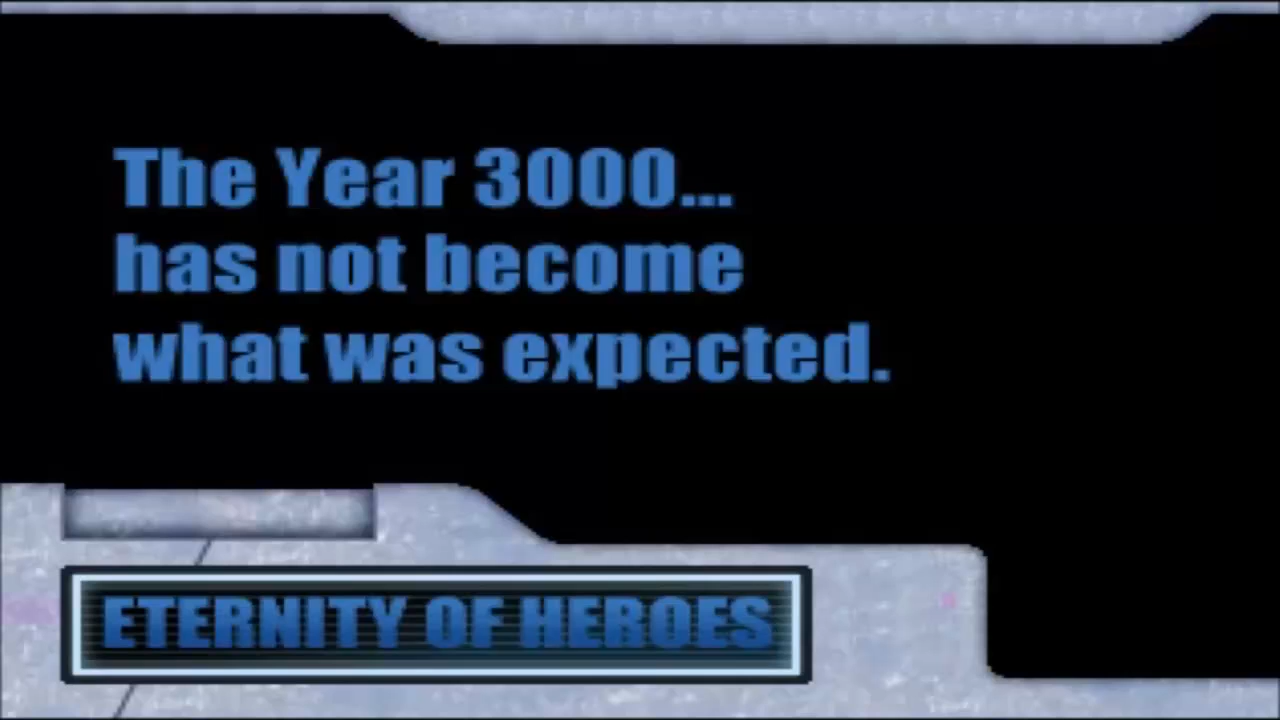 The Year 3000...
has not become
what was expected.
ETERNITY OF HEROES